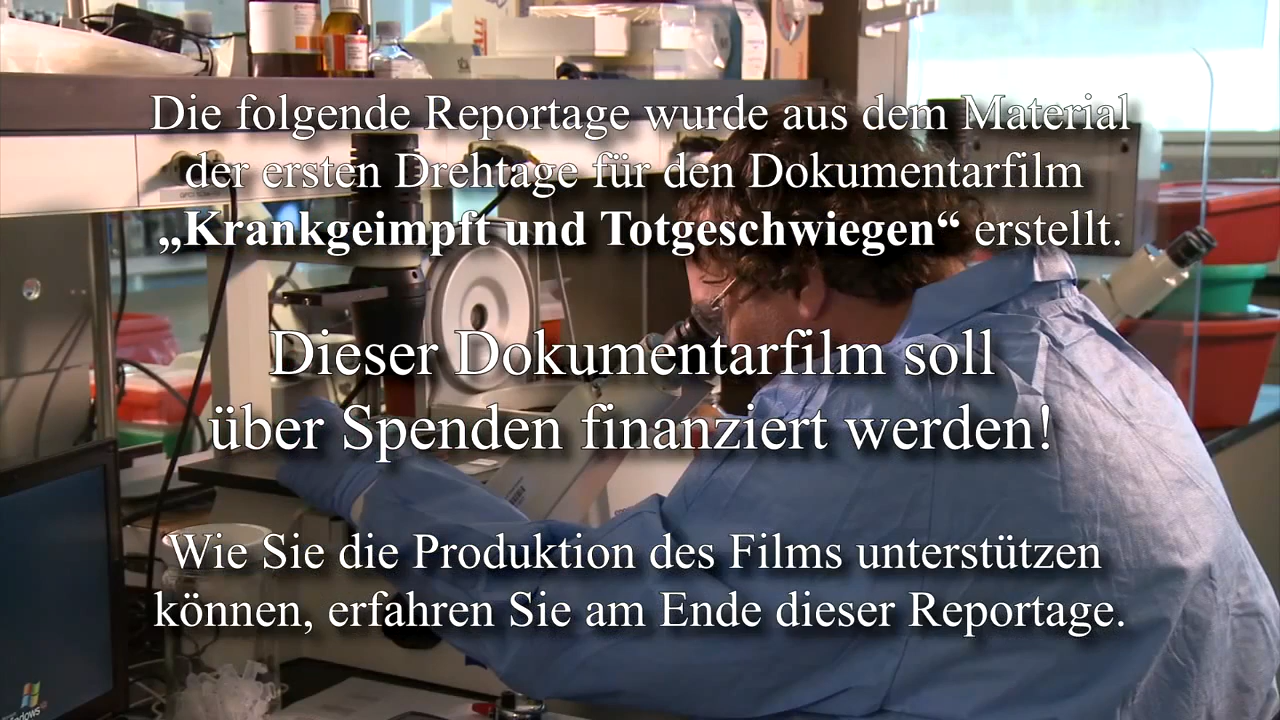 Die folgende Reportage wurde aus dem Material
der ersten Drehtage für den Dokumentarfilm
„Krankgeimpft und Totgeschwiegen“ erstellt.
Dieser Dokumentarfilm soll
über Spenden finanziert werden!
Wie Sie die Produktion des Films unterstützen
können, erfahren Sie am Ende dieser Reportage.